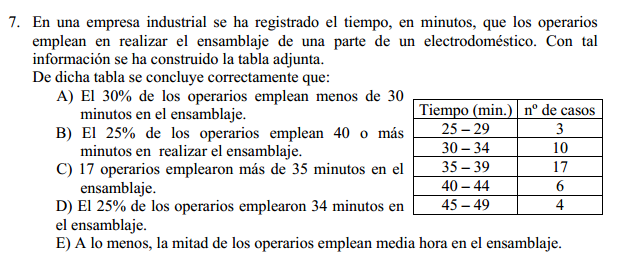 7. En una empresa industrial se ha registrado el tiempo, en minutos, que los operarios
emplean en realizar el ensamblaje de una parte de un electrodoméstico. Con tal
información se ha construido la tabla adjunta.
De dicha tabla se concluye correctamente que:
A) El 30% de los operarios emplean menos de 30
minutos en el ensamblaje.
B) El 25% de los operarios emplean 40 o más
minutos en realizar el ensamblaje.
C) 17 operarios emplearon más de 35 minutos en el
ensamblaje.
D) El 25% de los operarios emplearon 34 minutos en
el ensamblaje.
E) A lo menos, la mitad de los operarios emplean media hora en el ensamblaje.
Tiempo (min.) nº de casos
25 – 29 3
30 – 34 10
35 – 39 17
40 – 44 6
45 – 49 4